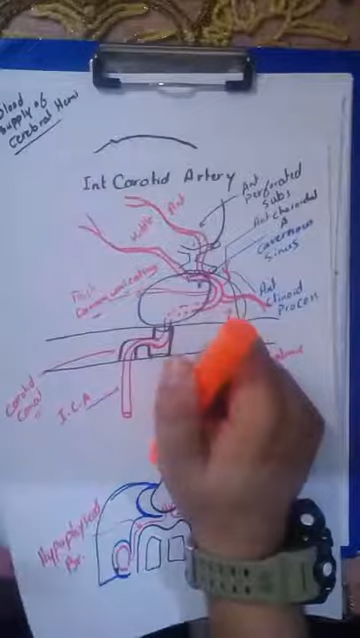 Blood
Supply of
Cerebral Hemi
Int Carotid Artery
Ant
perforated
subs
Ant choroidal
A
Cavernous
sinus
Ant
Middle
Post
Communicating
Ant
clinoid
Process
Carotid
Canal
I.C.A
Hypophyseal
Br.